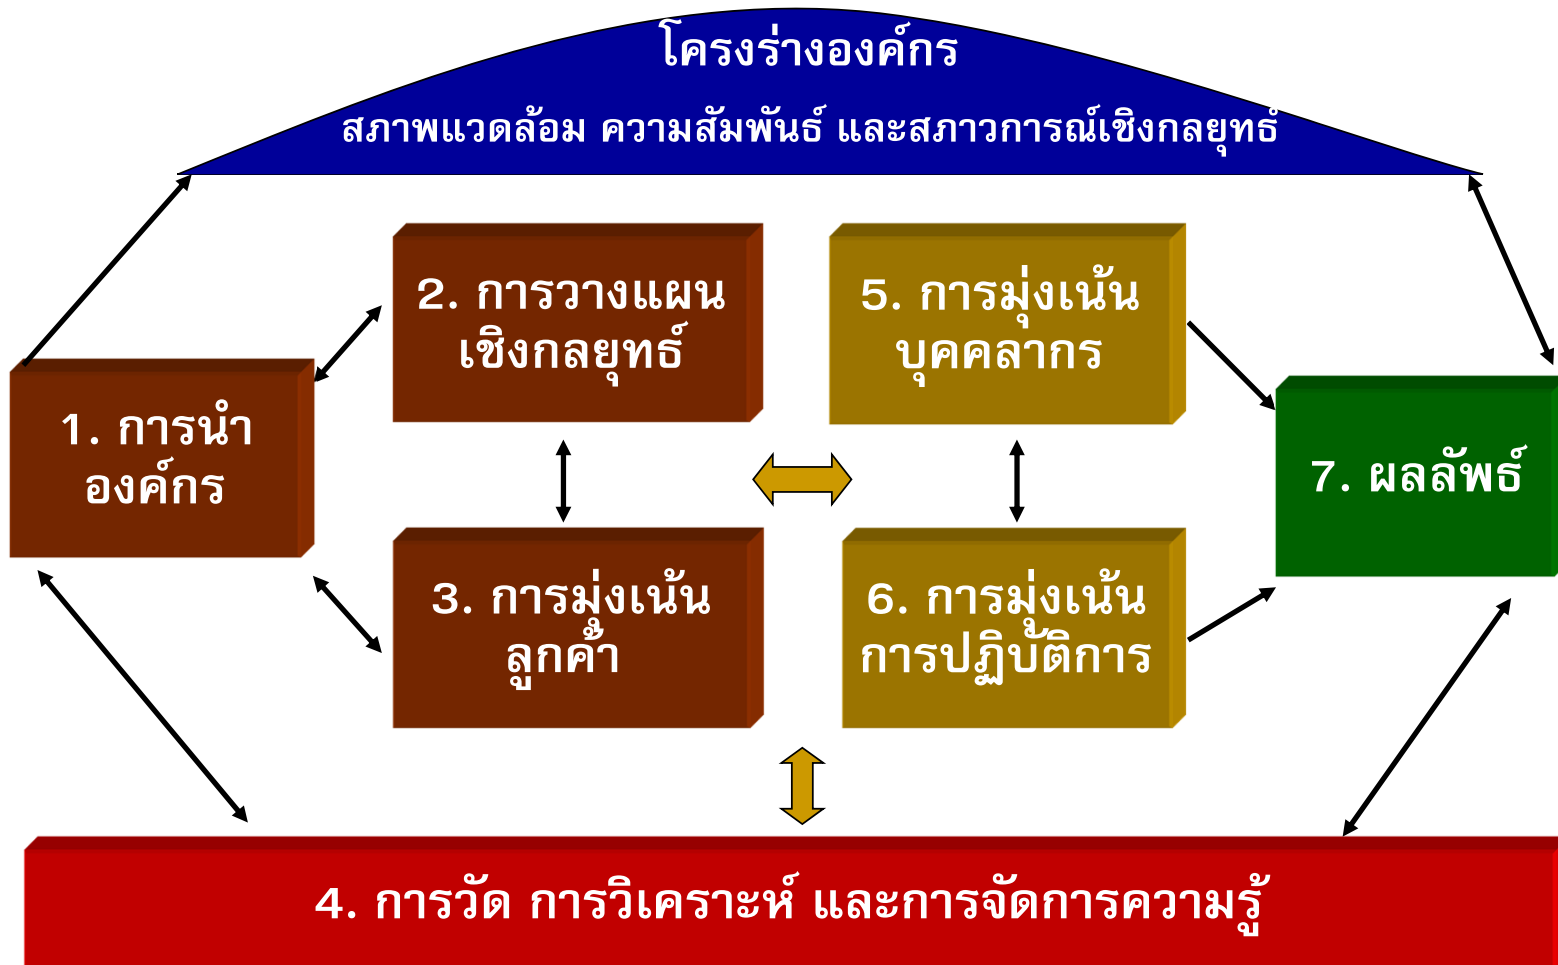 โครงร่างองค์กร
สภาพแวดล้อม ความสัมพันธ์ และสภาวการณ์เชิงกลยุทธ์
1. การนำ
องค์กร
2. การวางแผน
เชิงกลยุทธ์
3. การมุ่งเน้น
ลูกค้า
5. การมุ่งเน้น
บุคคลากร
6. การมุ่งเน้น
การปฏิบัติการ
7. ผลลัพธ์
4. การวัด การวิเคราะห์ และการจัดการความรู้